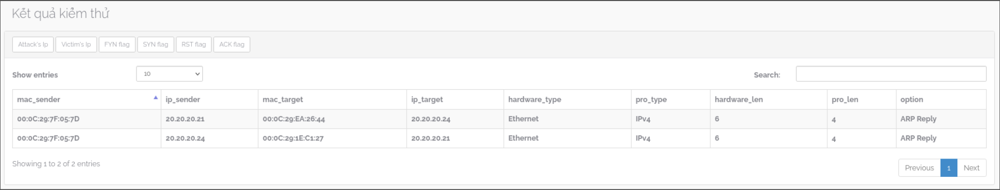 Kết quả kiểm thử
Attack's Ip Victim's Ip FYN flag SYN flag RST flag ACK flag
Show entries 10 Search:
mac_sender ip_sender mac_target ip_target hardware_type pro_type hardware_len pro_len option
00:0C:29:7F:05:7D 20.20.20.21 00:0C:29:EA:26:44 20.20.20.24 Ethernet IPv4 6 4 ARP Reply
00:0C:29:7F:05:7D 20.20.20.24 00:0C:29:1E:C1:27 20.20.20.21 Ethernet IPv4 6 4 ARP Reply
Showing 1 to 2 of 2 entries Previous 1 Next